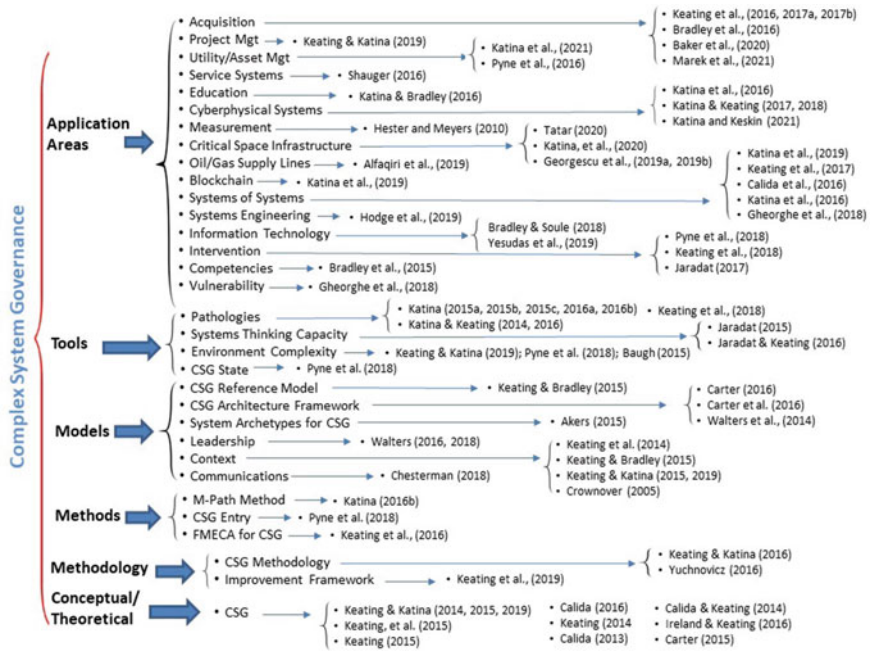 Complex System Governance
Application Areas
• Acquisition
• Keating et al., (2016, 2017a, 2017b)
• Bradley et al., (2016)
• Baker et al., (2020)
• Marek et al., (2021)
• Project Mgt
• Keating & Katina (2019)
• Utility/Asset Mgt
• Katina et al., (2021)
• Pyne et al., (2016)
• Service Systems
• Shauger (2016)
• Education
• Katina & Bradley (2016)
• Cyberphysical Systems
• Katina et al., (2016)
• Katina & Keating (2017, 2018)
• Katina and Keskin (2021)
• Measurement
• Hester and Meyers (2010)
• Critical Space Infrastructure
• Tatar (2020)
• Katina, et al., (2020)
• Georgescu et al., (2019a, 2019b)
• Oil/Gas Supply Lines
• Alfaqiri et al., (2019)
• Blockchain
• Katina et al., (2019)
• Systems of Systems
• Katina et al., (2019)
• Keating et al., (2017)
• Calida et al., (2016)
• Katina et al., (2016)
• Gheorghe et al., (2018)
• Systems Engineering
• Hodge et al., (2019)
• Information Technology
Bradley & Soule (2018)
Yesudas et al., (2019)
• Intervention
• Pyne et al., (2018)
• Keating et al., (2018)
• Jaradat (2017)
• Competencies
• Bradley et al., (2015)
• Vulnerability
• Gheorghe et al., (2018)
Tools
• Pathologies
• Katina (2015a, 2015b, 2015c, 2016a, 2016b)
• Katina & Keating (2014, 2016)
• Keating et al., (2018)
• Systems Thinking Capacity
• Jaradat (2015)
• Jaradat & Keating (2016)
• Environment Complexity
• Keating & Katina (2019); Pyne et al. (2018); Baugh (2015)
• CSG State
• Pyne et al. (2018)
Models
• CSG Reference Model
• Keating & Bradley (2015)
• CSG Architecture Framework
• Carter (2016)
• Carter et al. (2016)
• Walters et al., (2014)
• System Archetypes for CSG
• Akers (2015)
• Leadership
• Walters (2016, 2018)
• Context
• Keating et al. (2014)
• Keating & Bradley (2015)
• Keating & Katina (2015, 2019)
• Crownover (2005)
• Communications
• Chesterman (2018)
Methods
• M-Path Method
• Katina (2016b)
• CSG Entry
• Pyne et al. (2018)
• FMECA for CSG
• Keating et al., (2016)
Methodology
• CSG Methodology
• Keating & Katina (2016)
• Yuchnovicz (2016)
• Improvement Framework
• Keating et al., (2019)
Conceptual/
Theoretical
• CSG
• Keating & Katina (2014, 2015, 2019)
• Keating, et al. (2015)
• Keating (2015)
• Calida (2016)
• Keating (2014
• Calida (2013)
• Calida & Keating (2014)
• Ireland & Keating (2016)
• Carter (2015)